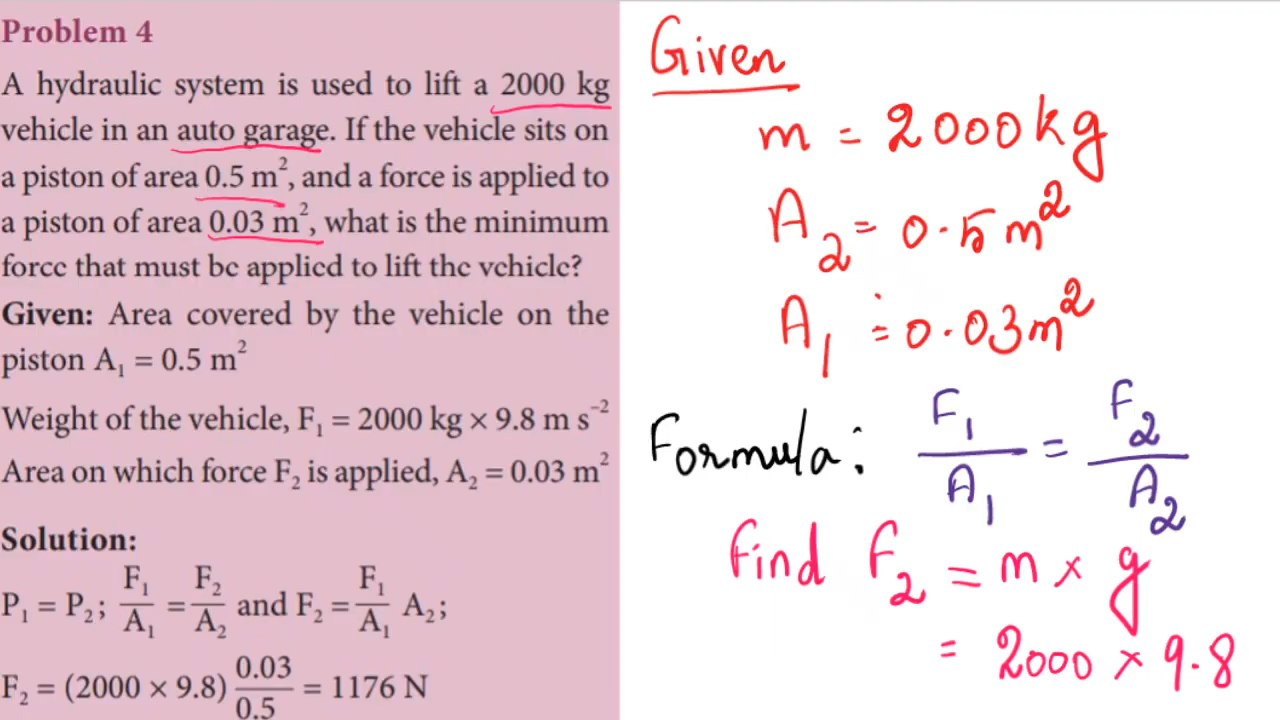 Problem 4
A hydraulic system is used to lift a 2000 kg
vehicle in an auto garage. If the vehicle sits on
a piston of area 0.5 m², and a force is applied to
a piston of area 0.03 m², what is the minimum
force that must be applied to lift the vehicle?
Given: Area covered by the vehicle on the
piston A₁ = 0.5 m²
Weight of the vehicle, F₁ = 2000 kg × 9.8 m s⁻²
Area on which force F₂ is applied, A₂ = 0.03 m²
Solution:
P₁ = P₂; F₁/A₁ = F₂/A₂ and F₂ = F₁/A₁ A₂;
F₂ = (2000 × 9.8) 0.03/0.5 = 1176 N
Given
m = 2000 kg
A₂ = 0.5 m²
A₁ = 0.03 m²
Formula: F₁/A₁ = F₂/A₂
Find F₂ = m × g
= 2000 × 9.8